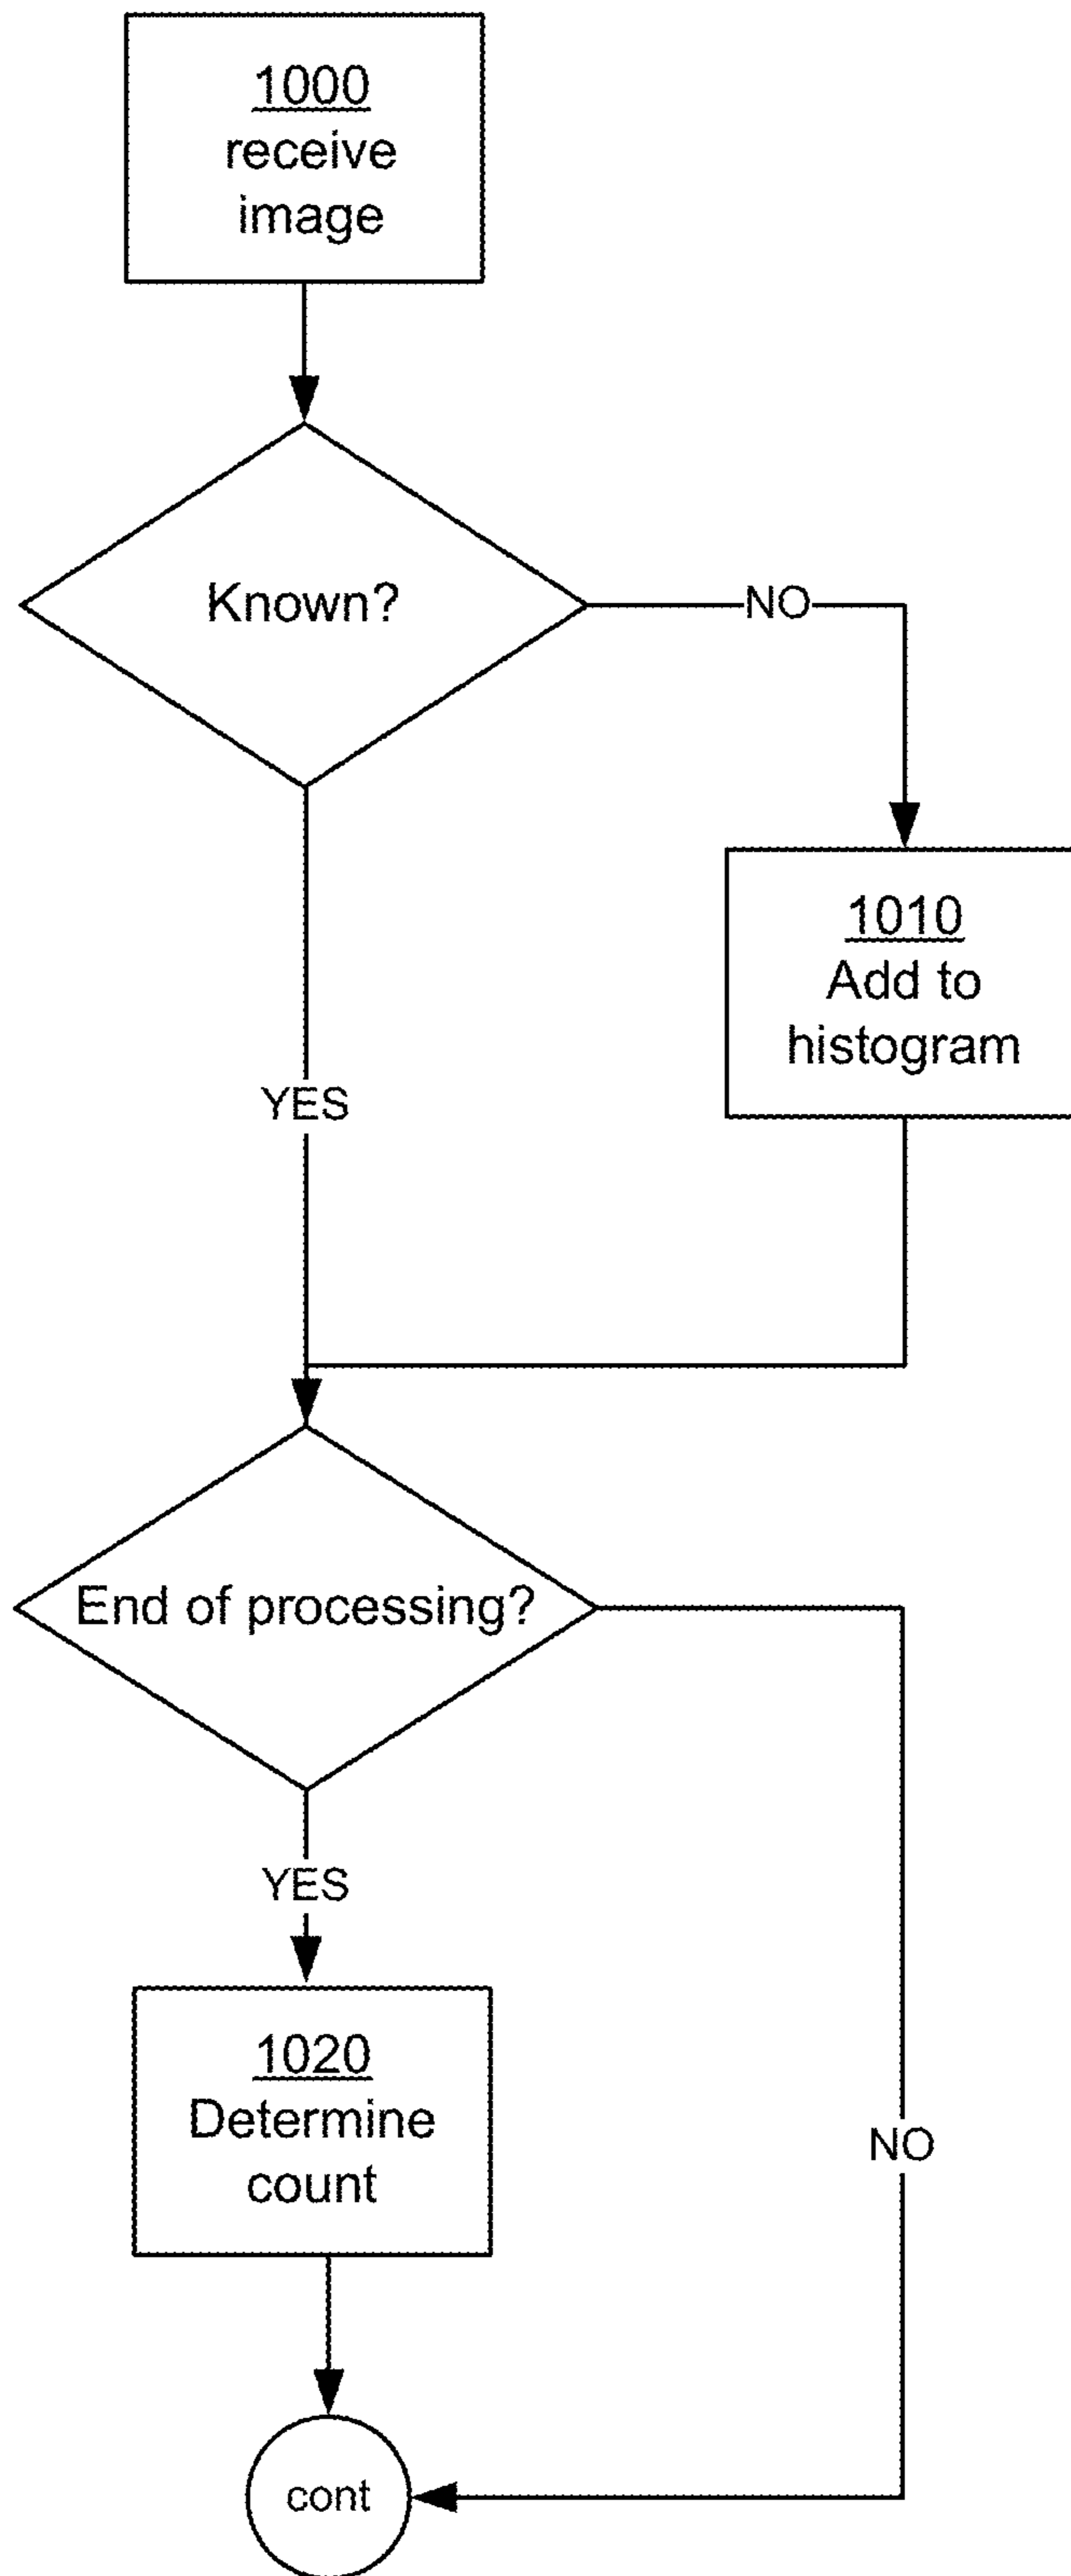 1000
receive
image
Known?
NO
1010
Add to
histogram
YES
End of processing?
YES
1020
Determine
count
NO
cont